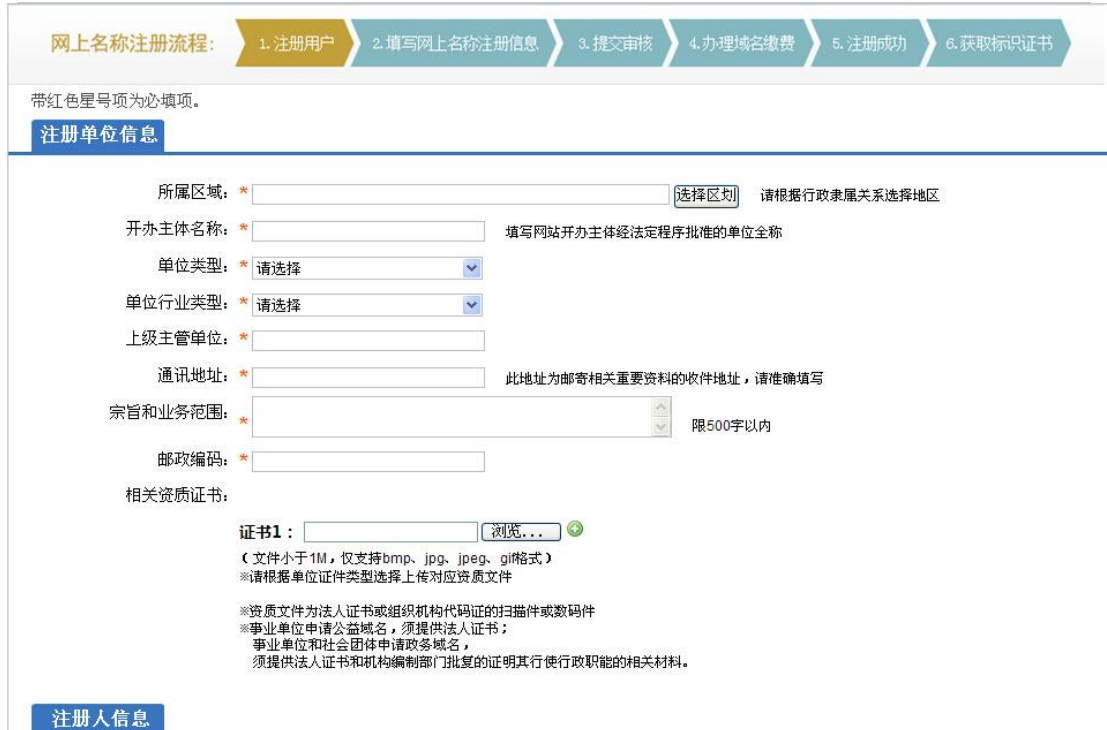 网上名称注册流程: 1.注册用户 2.填写网上名称注册信息 3.提交审核 4.办理域名缴费 5.注册成功 6.获取标识证书
带红色星号项为必填项。
注册单位信息
所属区域: * 选择区划 请根据行政隶属关系选择地区
开办主体名称: * 填写网站开办主体经法定程序批准的单位全称
单位类型: * 请选择
单位行业类型: * 请选择
上级主管单位: *
通讯地址: * 此地址为邮寄相关重要资料的收件地址，请准确填写
宗旨和业务范围: * 限500字以内
邮政编码: *
相关资质证书:
证书1： 浏览...
(文件小于1M，仅支持bmp、jpg、jpeg、gif格式)
※请根据单位证件类型选择上传对应资质文件
※资质文件为法人证书或组织机构代码证的扫描件或数码件
※事业单位申请公益域名，须提供法人证书；
事业单位和社会团体申请政务域名，
须提供法人证书和机构编制部门批复的证明其行使行政职能的相关材料。
注册人信息